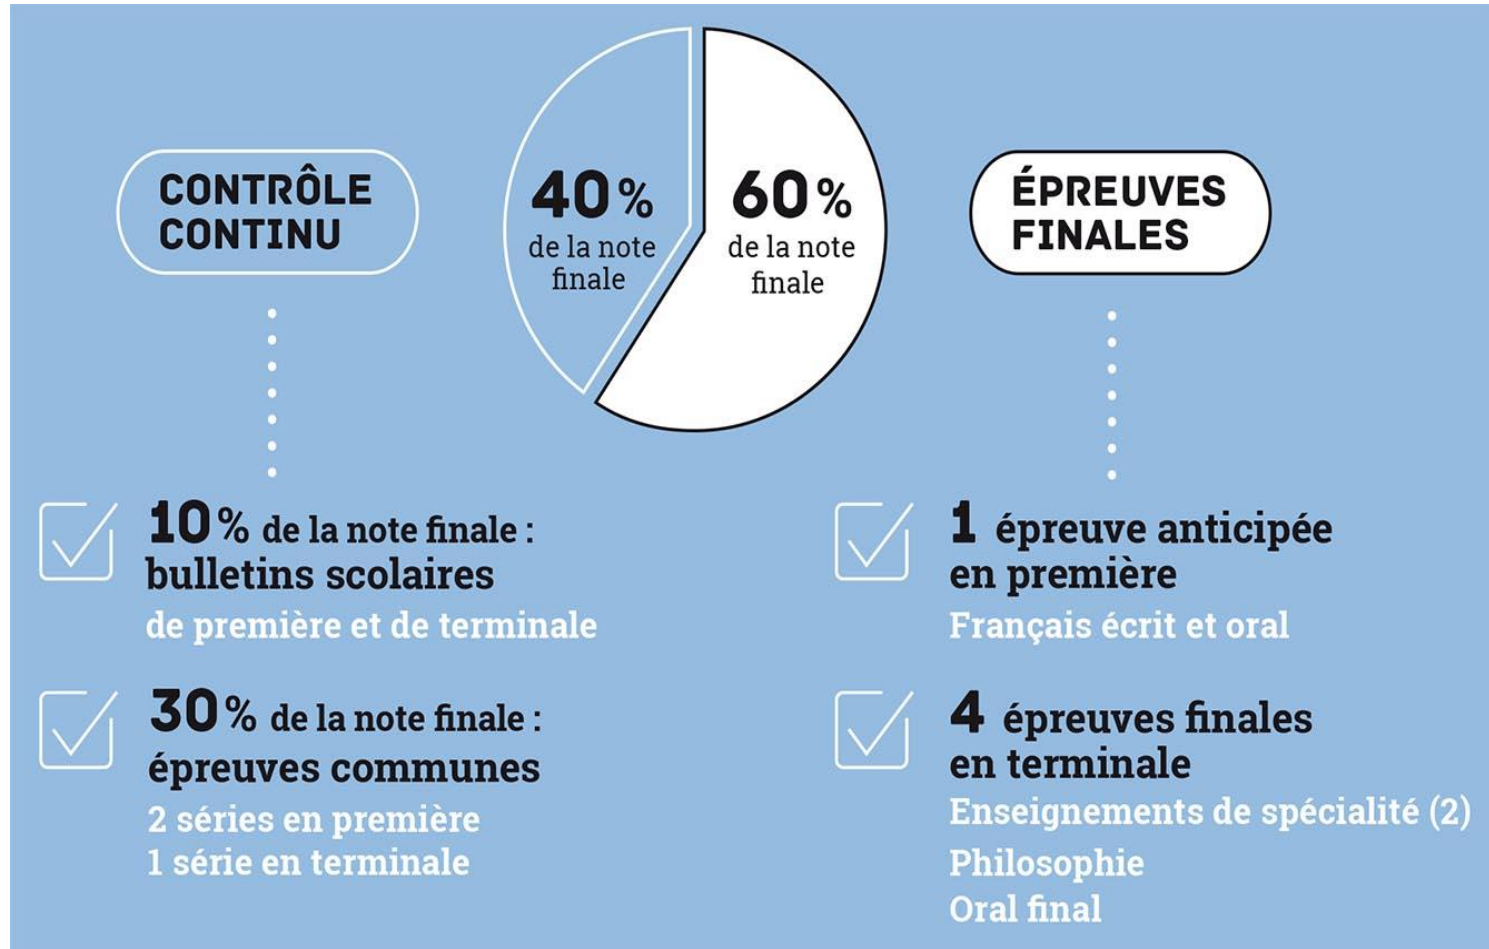 CONTRÔLE
CONTINU
40%
de la note
finale
60%
de la note
finale
ÉPREUVES
FINALES
10% de la note finale :
bulletins scolaires
de première et de terminale
30% de la note finale :
épreuves communes
2 séries en première
1 série en terminale
1 épreuve anticipée
en première
Français écrit et oral
4 épreuves finales
en terminale
Enseignements de spécialité (2)
Philosophie
Oral final